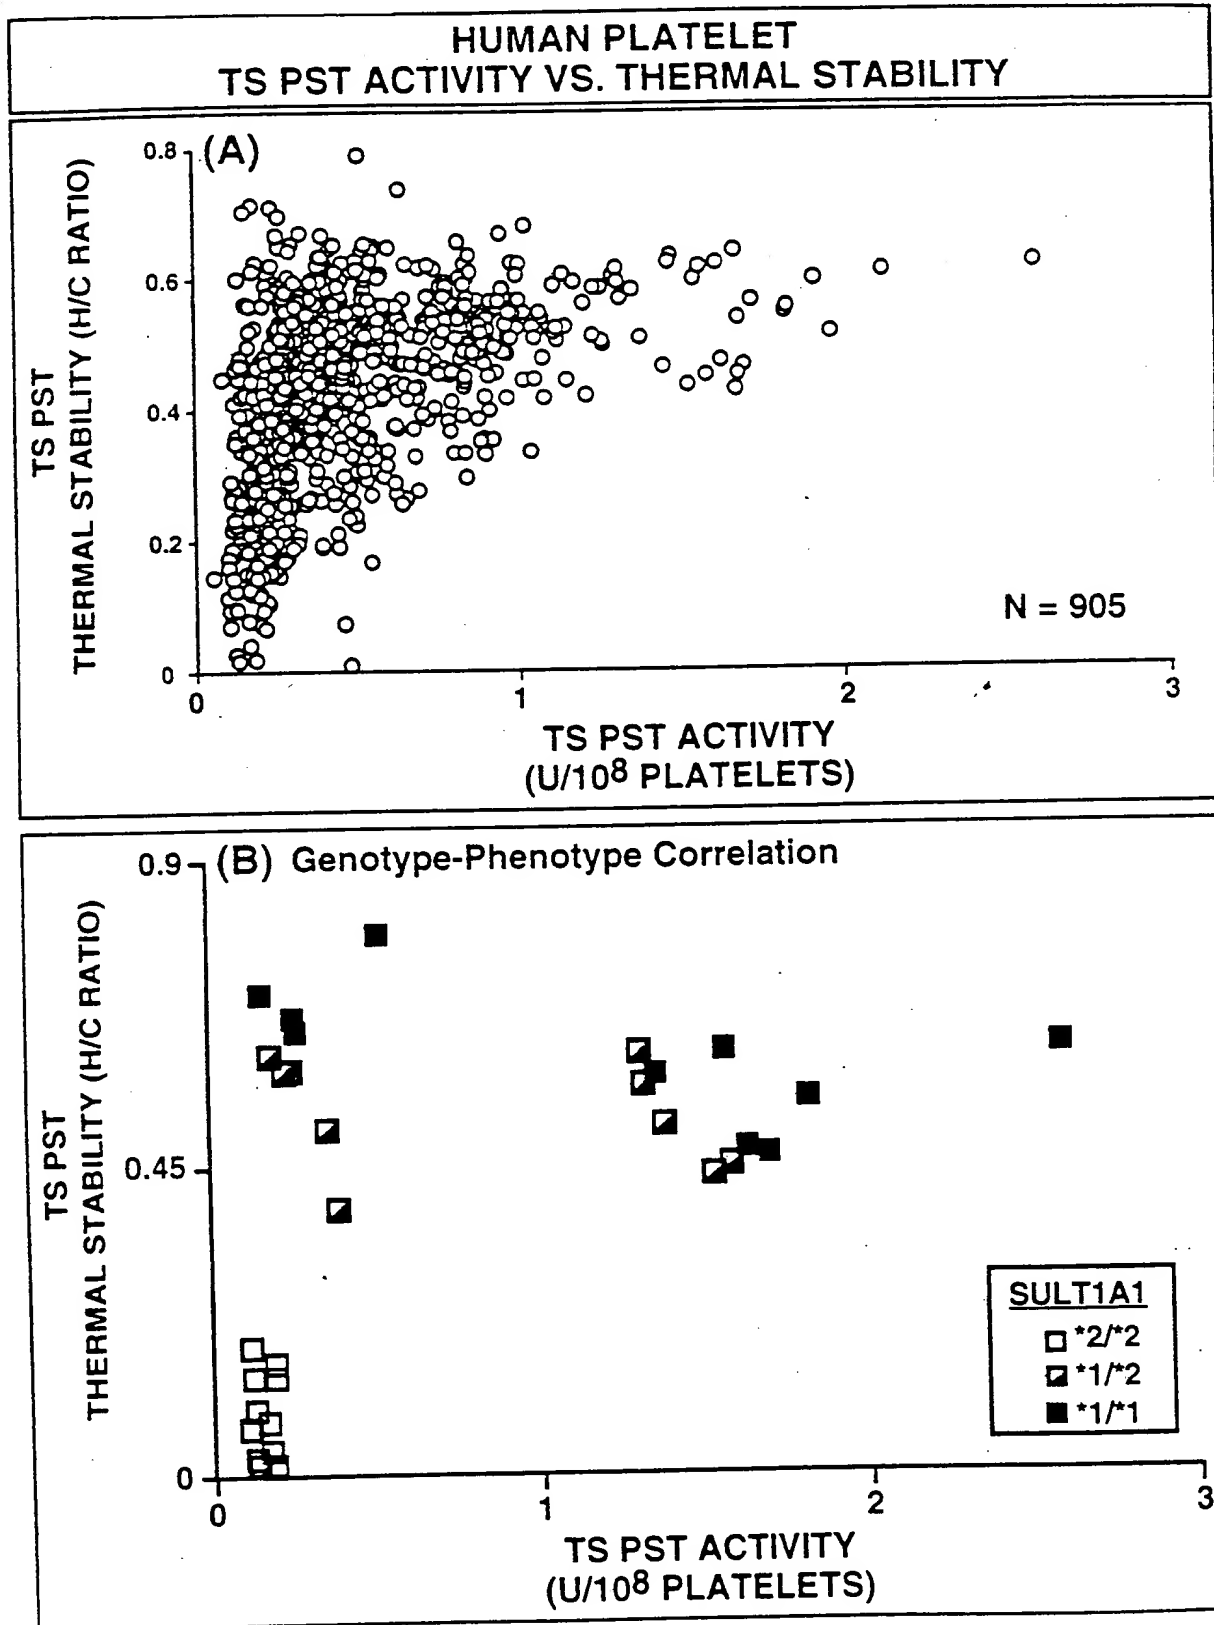 HUMAN PLATELET
TS PST ACTIVITY VS. THERMAL STABILITY
(A)
TS PST
THERMAL STABILITY (H/C RATIO)
0.8
0.6
0.4
0.2
0
N = 905
0 1 2 3
TS PST ACTIVITY
(U/10⁸ PLATELETS)
(B) Genotype-Phenotype Correlation
TS PST
THERMAL STABILITY (H/C RATIO)
0.9
0.45
0
SULT1A1
*2/*2
*1/*2
*1/*1
0 1 2 3
TS PST ACTIVITY
(U/10⁸ PLATELETS)